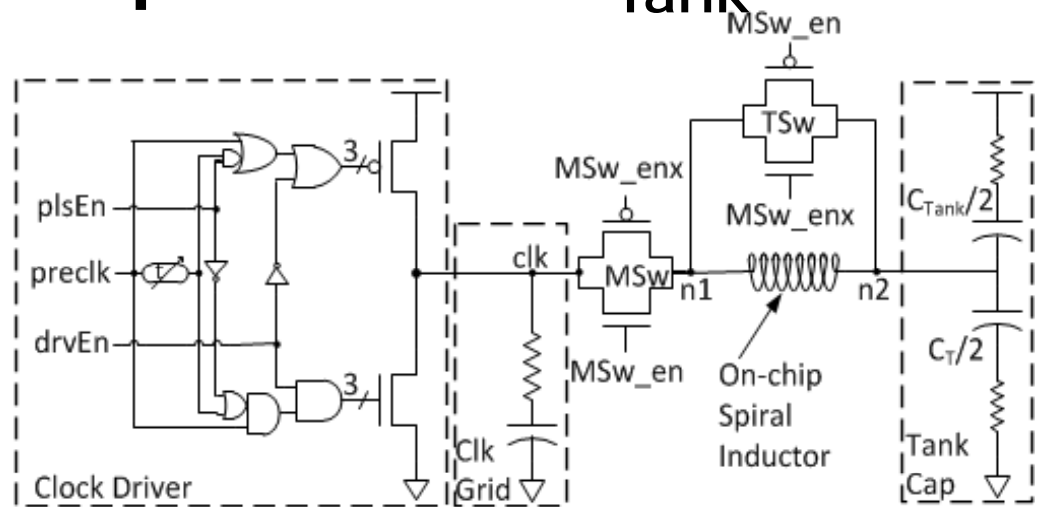 Tank
MSw_en
TSw
MSw_enx
MSw_enx
plsEn
preclk
drvEn
3
3
clk
MSw
n1
n2
MSw_en
On-chip
Spiral
Inductor
C_Tank/2
C_T/2
Clock Driver
Clk
Grid
Tank
Cap